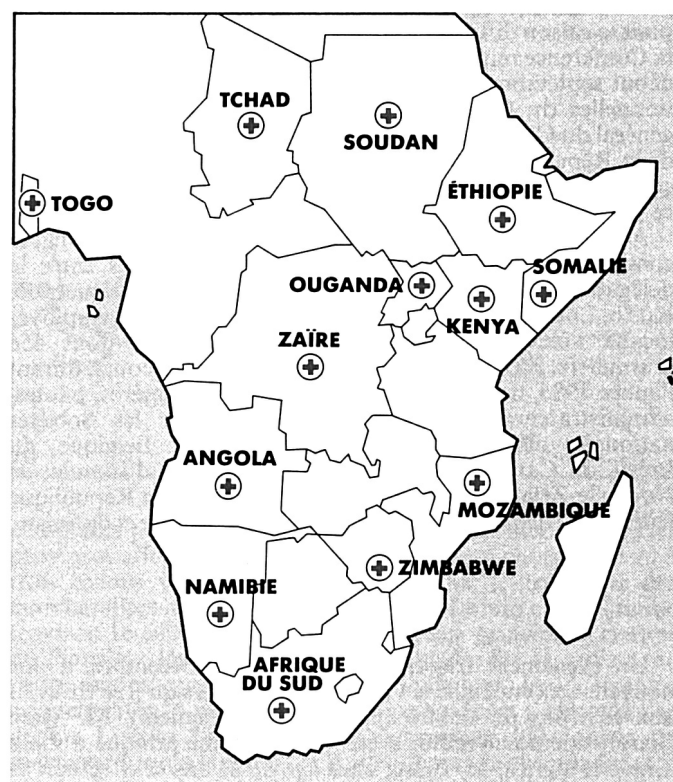 TCHAD
SOUDAN
TOGO
ÉTHIOPIE
SOMALIE
OUGANDA
KENYA
ZAÏRE
ANGOLA
MOZAMBIQUE
ZIMBABWE
NAMIBIE
AFRIQUE
DU SUD